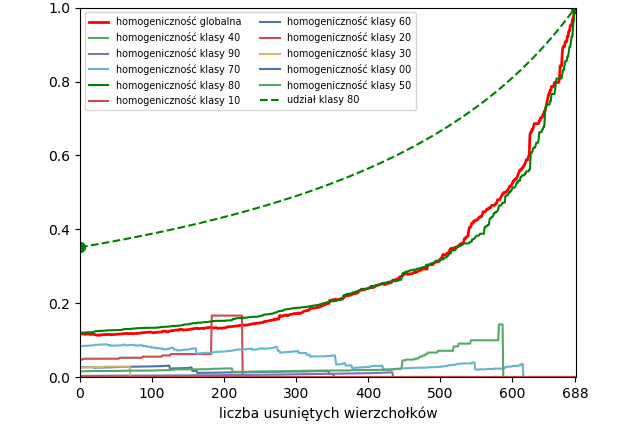 1.0
0.8
0.6
0.4
0.2
0.0
homogeniczność globalna
homogeniczność klasy 40
homogeniczność klasy 90
homogeniczność klasy 70
homogeniczność klasy 80
homogeniczność klasy 10
homogeniczność klasy 60
homogeniczność klasy 20
homogeniczność klasy 30
homogeniczność klasy 00
homogeniczność klasy 50
udział klasy 80
0 100 200 300 400 500 600 688
liczba usuniętych wierzchołków